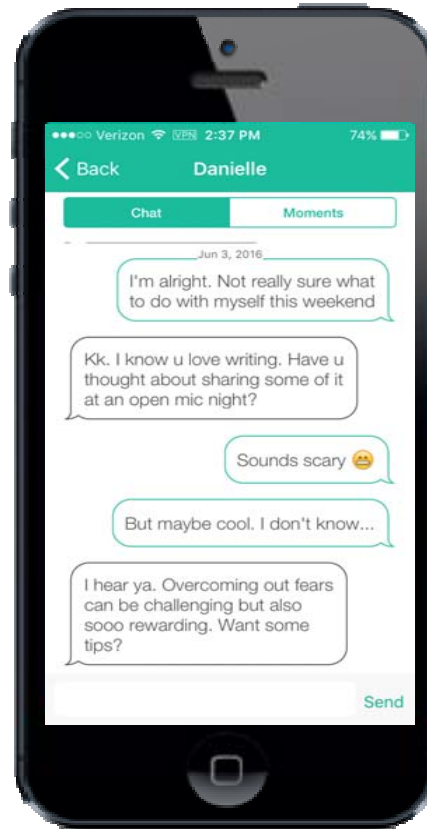 Verizon VPN 2:37 PM 74%
Back Danielle
Chat Moments
Jun 3, 2016
I'm alright. Not really sure what
to do with myself this weekend
Kk. I know u love writing. Have u
thought about sharing some of it
at an open mic night?
Sounds scary 😬
But maybe cool. I don't know...
I hear ya. Overcoming out fears
can be challenging but also
sooo rewarding. Want some
tips?
Send